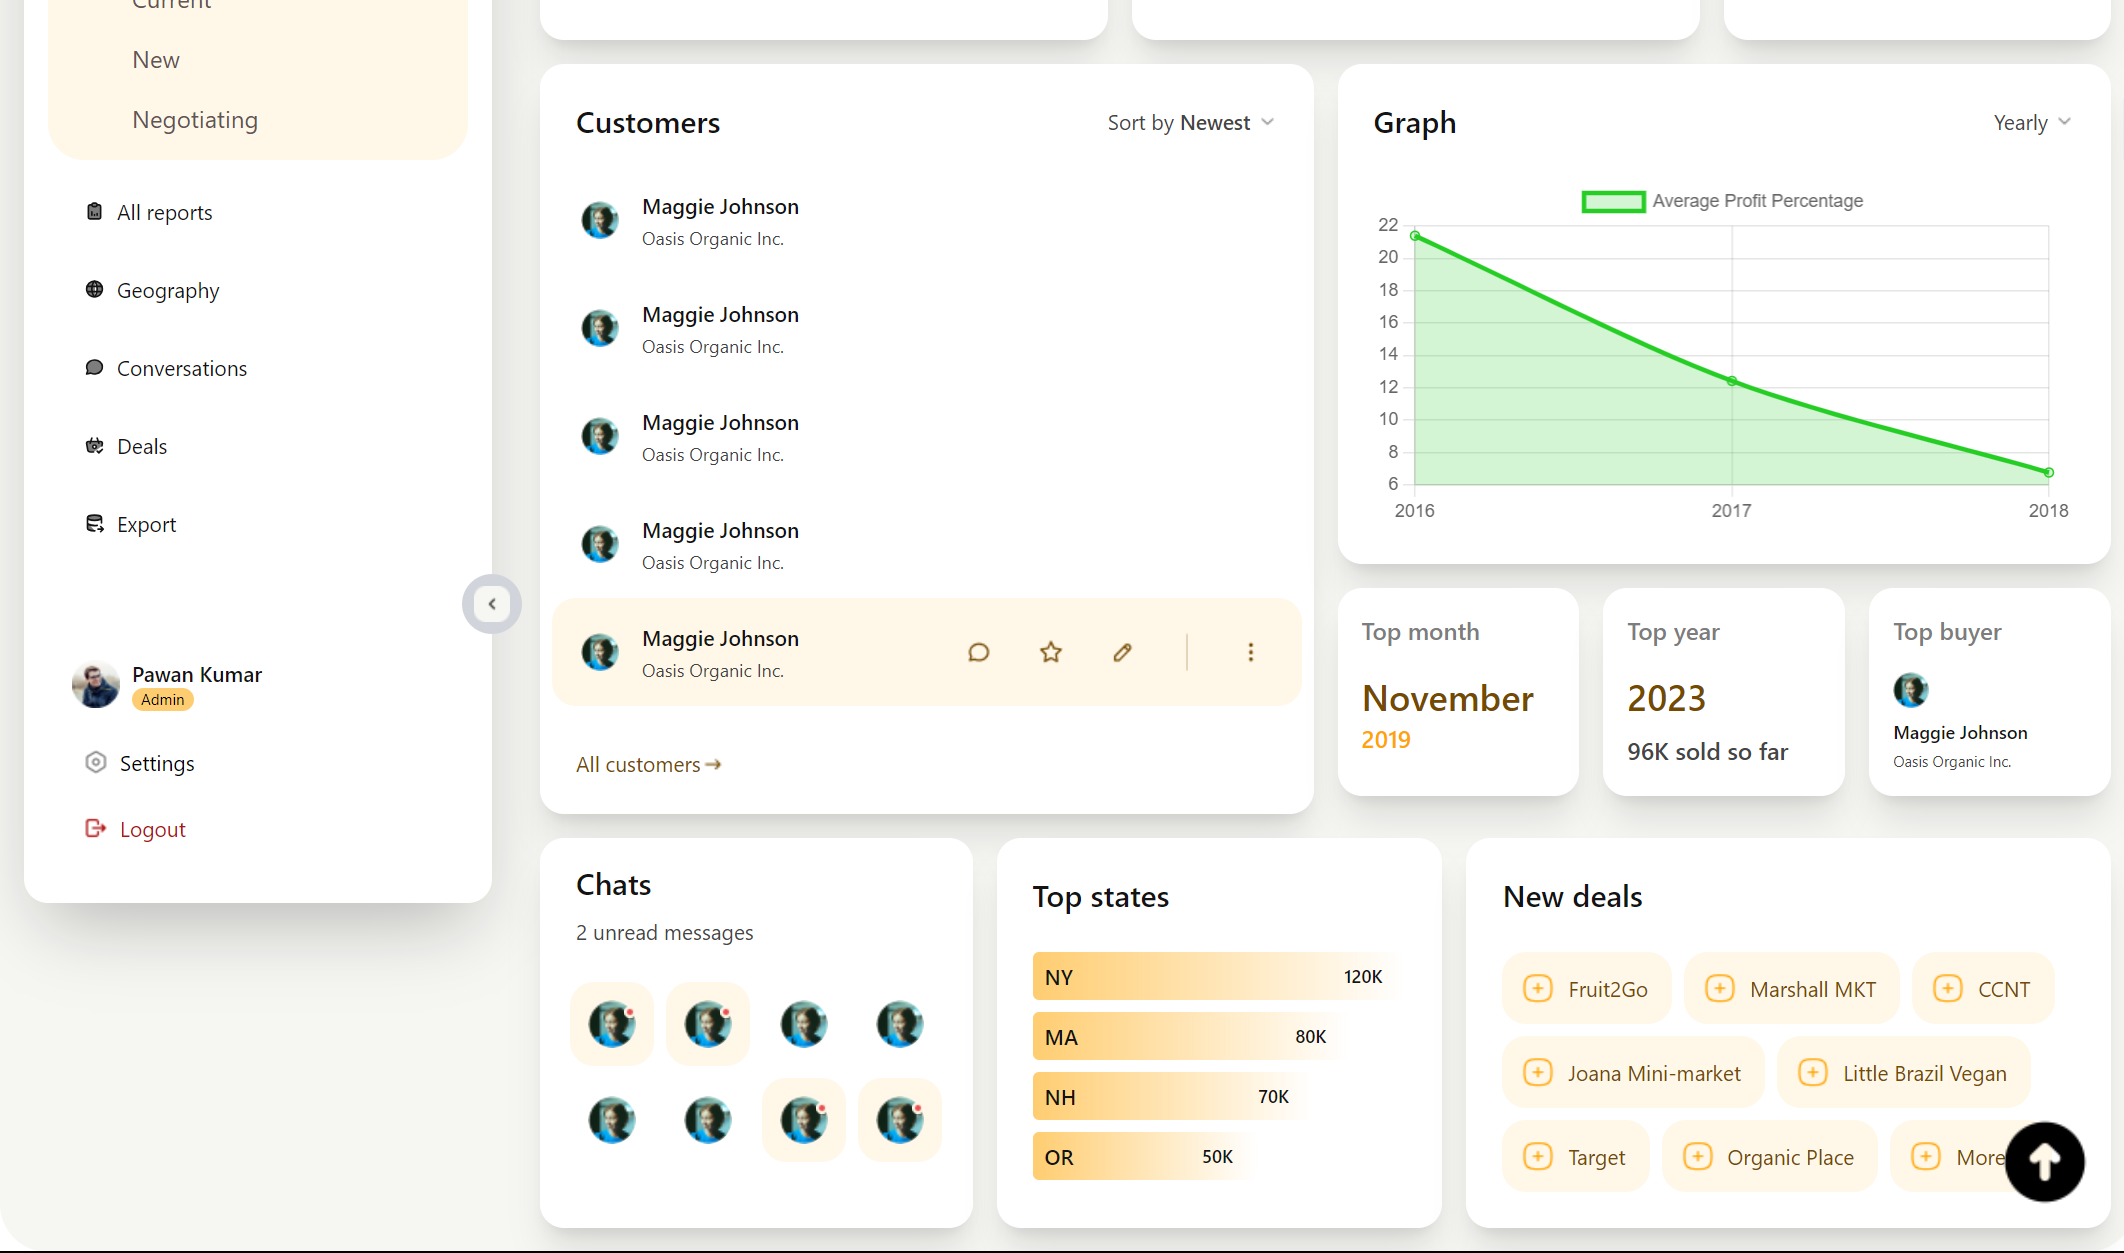 Current
New
Negotiating
All reports
Geography
Conversations
Deals
Export
Pawan Kumar
Admin
Settings
Logout
Customers
Sort by Newest
Maggie Johnson
Oasis Organic Inc.
Maggie Johnson
Oasis Organic Inc.
Maggie Johnson
Oasis Organic Inc.
Maggie Johnson
Oasis Organic Inc.
Maggie Johnson
Oasis Organic Inc.
All customers
Graph
Yearly
Average Profit Percentage
22
20
18
16
14
12
10
8
6
2016 2017 2018
Top month
November
2019
Top year
2023
96K sold so far
Top buyer
Maggie Johnson
Oasis Organic Inc.
Chats
2 unread messages
Top states
NY 120K
MA 80K
NH 70K
OR 50K
New deals
Fruit2Go Marshall MKT CCNT
Joana Mini-market Little Brazil Vegan
Target Organic Place More